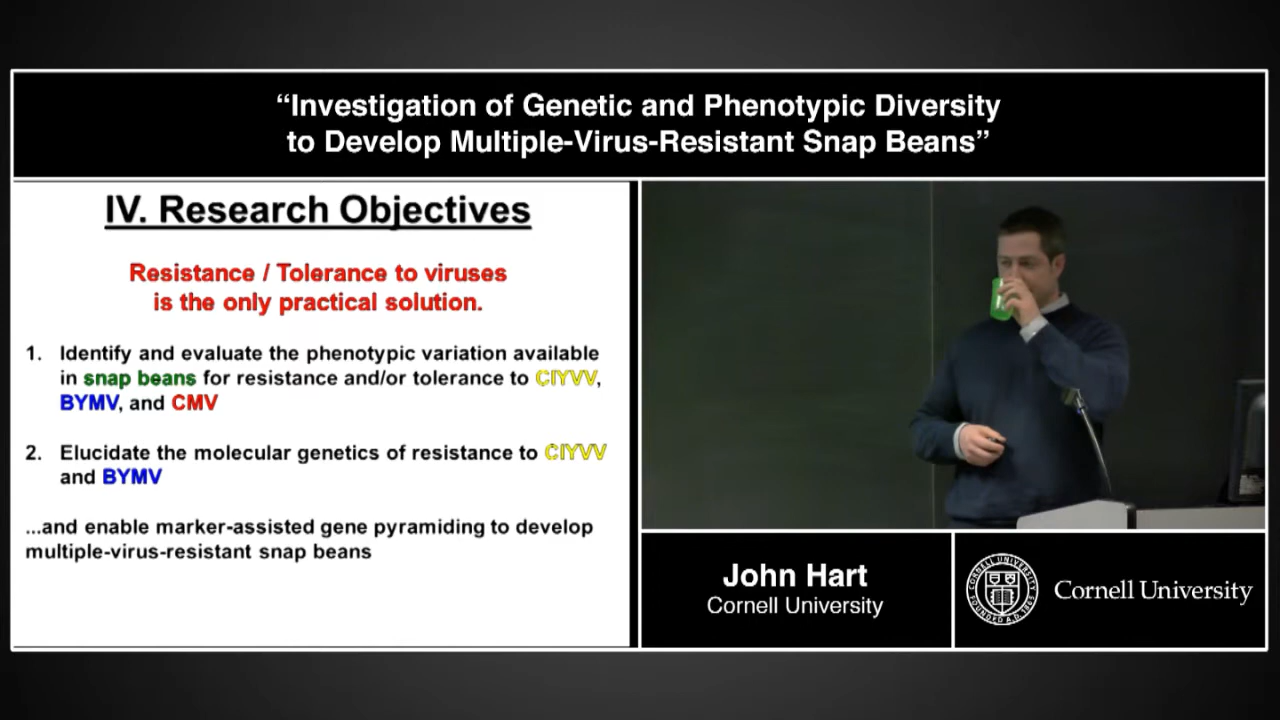 “Investigation of Genetic and Phenotypic Diversity
to Develop Multiple-Virus-Resistant Snap Beans”
IV. Research Objectives
Resistance / Tolerance to viruses
is the only practical solution.
1. Identify and evaluate the phenotypic variation available
in snap beans for resistance and/or tolerance to ClYVV,
BYMV, and CMV
2. Elucidate the molecular genetics of resistance to ClYVV
and BYMV
...and enable marker-assisted gene pyramiding to develop
multiple-virus-resistant snap beans
John Hart
Cornell University
CORNELL UNIVERSITY
FOUNDED A.D. 1865
Cornell University